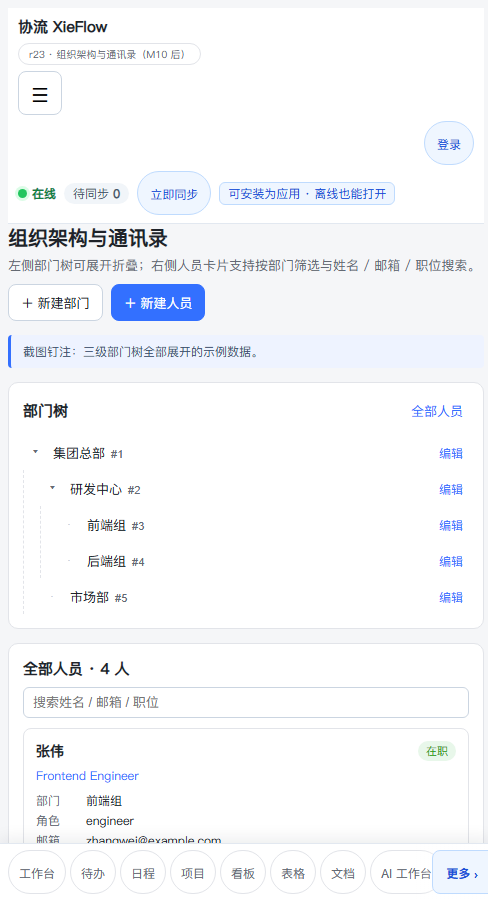 协流 XieFlow
r23 · 组织架构与通讯录（M10 后）
☰
登录
在线 待同步 0 立即同步 可安装为应用 · 离线也能打开
组织架构与通讯录
左侧部门树可展开折叠；右侧人员卡片支持按部门筛选与姓名 / 邮箱 / 职位搜索。
＋ 新建部门 ＋ 新建人员
截图钉注：三级部门树全部展开的示例数据。
部门树 全部人员
集团总部 #1 编辑
研发中心 #2 编辑
前端组 #3 编辑
后端组 #4 编辑
市场部 #5 编辑
全部人员 · 4 人
搜索姓名 / 邮箱 / 职位
张伟 在职
Frontend Engineer
部门 前端组
角色 engineer
邮箱 zhangwei@example.com
工作台 待办 日程 项目 看板 表格 文档 AI 工作台 更多 ›